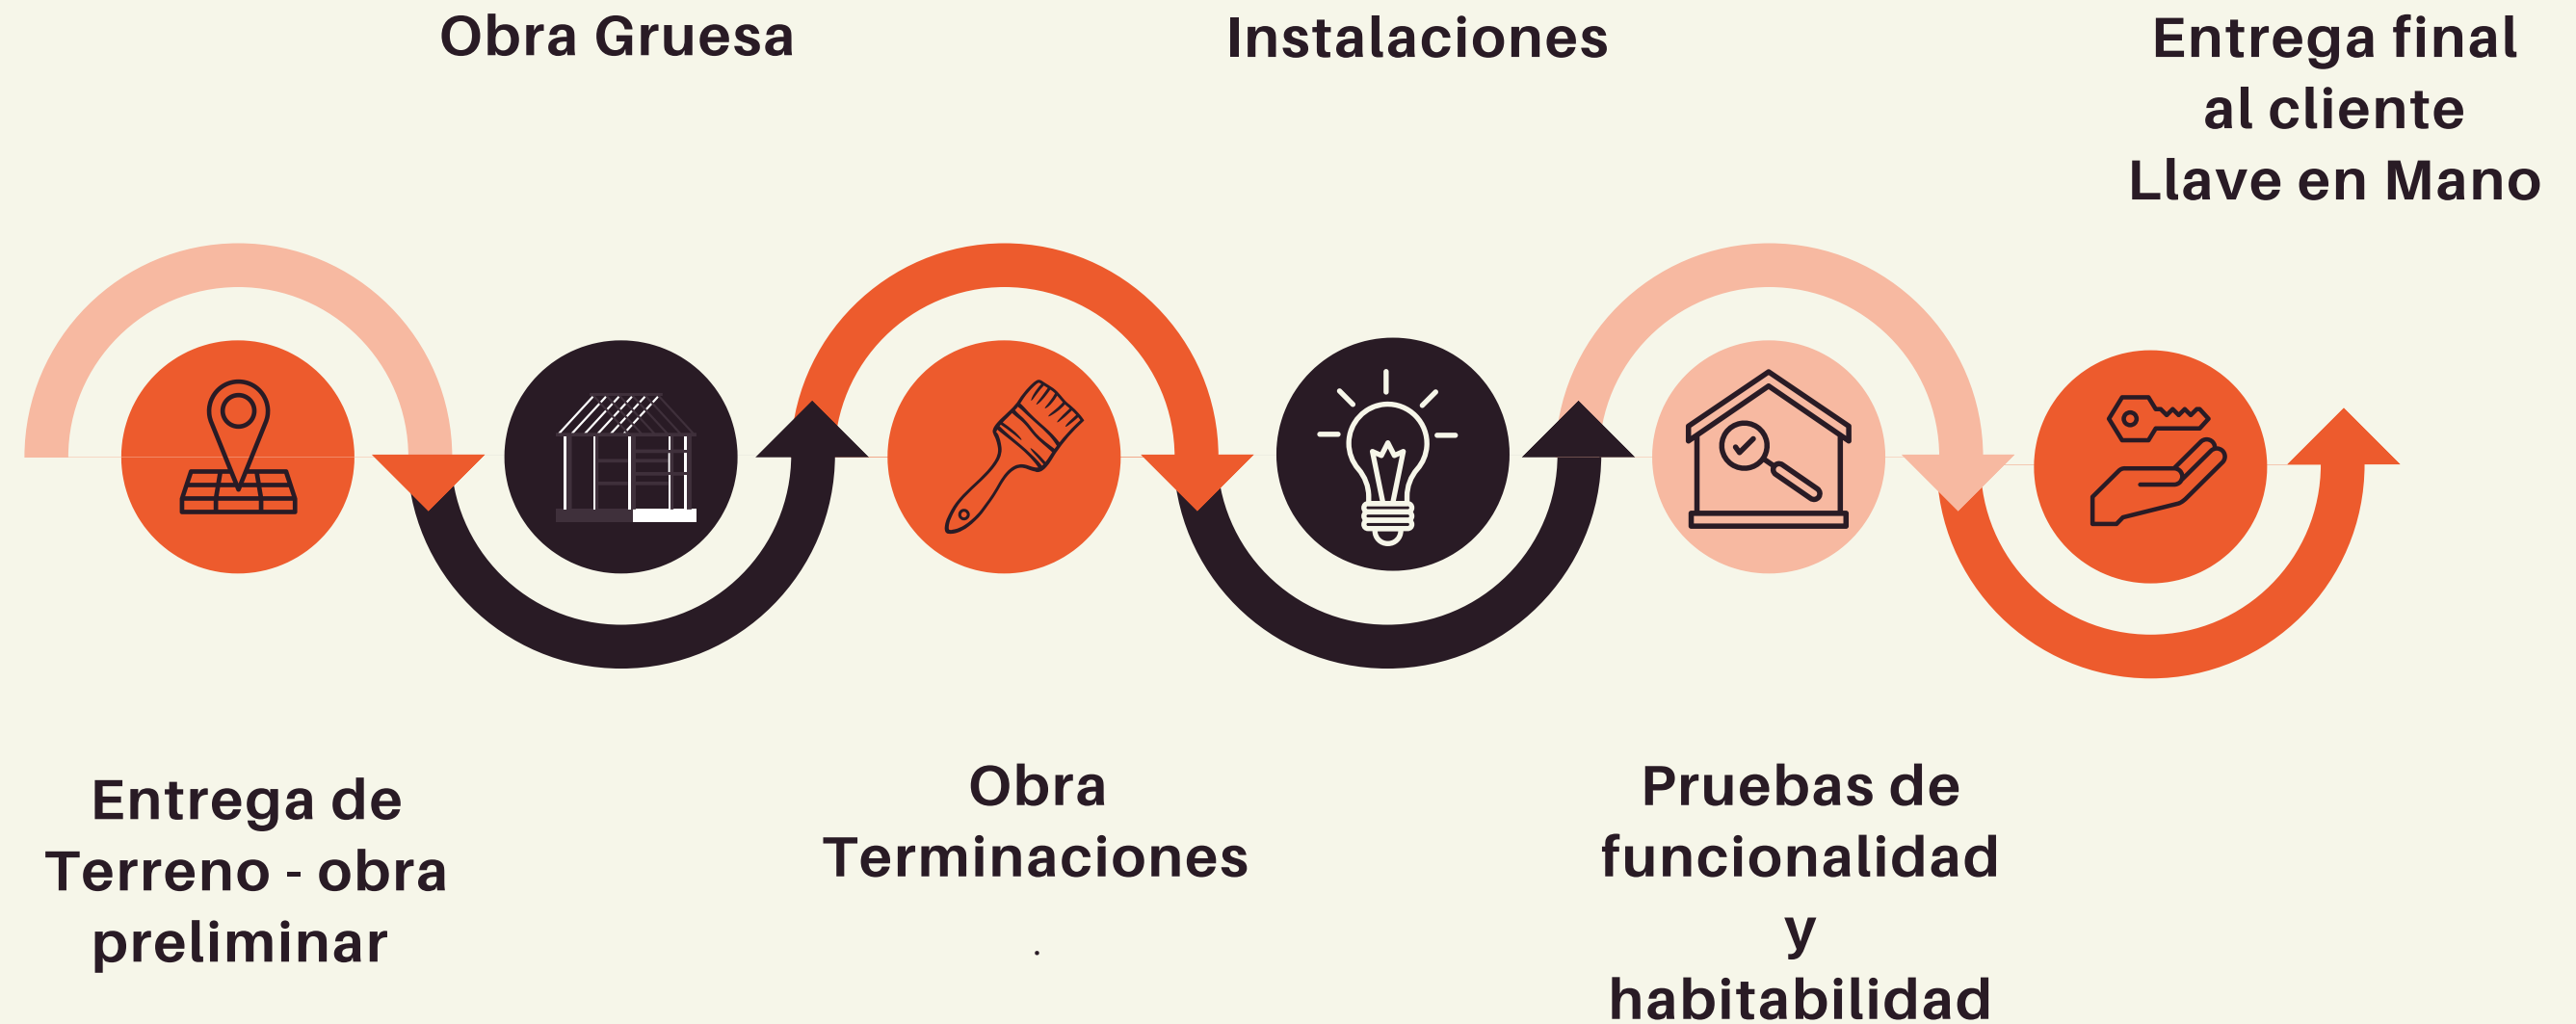 Obra Gruesa
Instalaciones
Entrega final
al cliente
Llave en Mano
Entrega de
Terreno - obra
preliminar
Obra
Terminaciones
.
Pruebas de
funcionalidad
y
habitabilidad